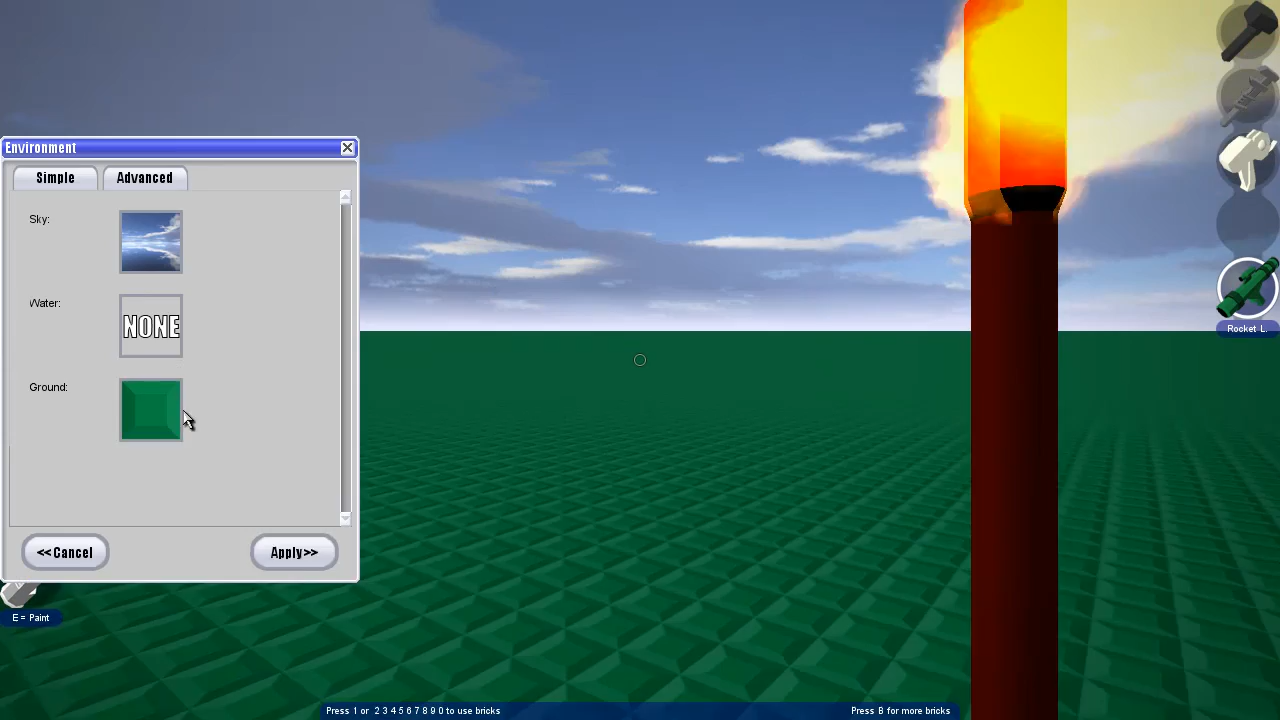 Environment
Simple
Advanced
Sky:
Water:
NONE
Ground:
<<Cancel
Apply>>
Rocket L.
E = Paint
Press 1 or 2 3 4 5 6 7 8 9 0 to use bricks
Press B for more bricks